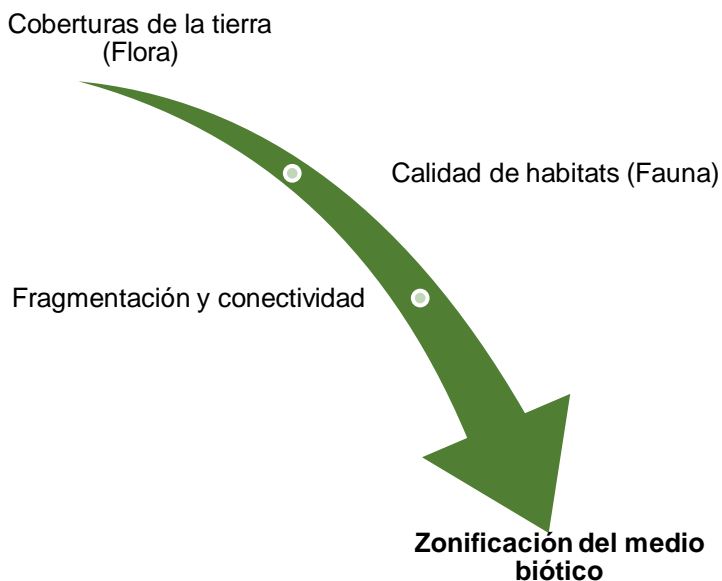 Coberturas de la tierra
(Flora)
Calidad de habitats (Fauna)
Fragmentación y conectividad
Zonificación del medio
biótico